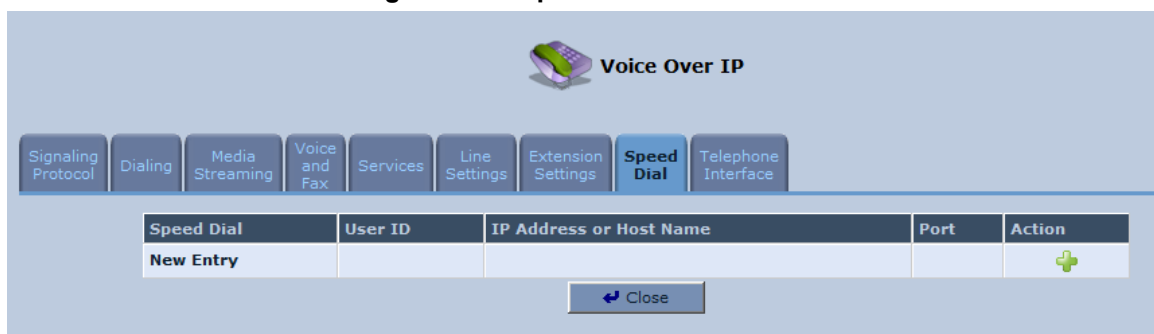 Voice Over IP
Signaling Protocol
Dialing
Media Streaming
Voice and Fax
Services
Line Settings
Extension Settings
Speed Dial
Telephone Interface
Speed Dial User ID IP Address or Host Name Port Action
New Entry
Close